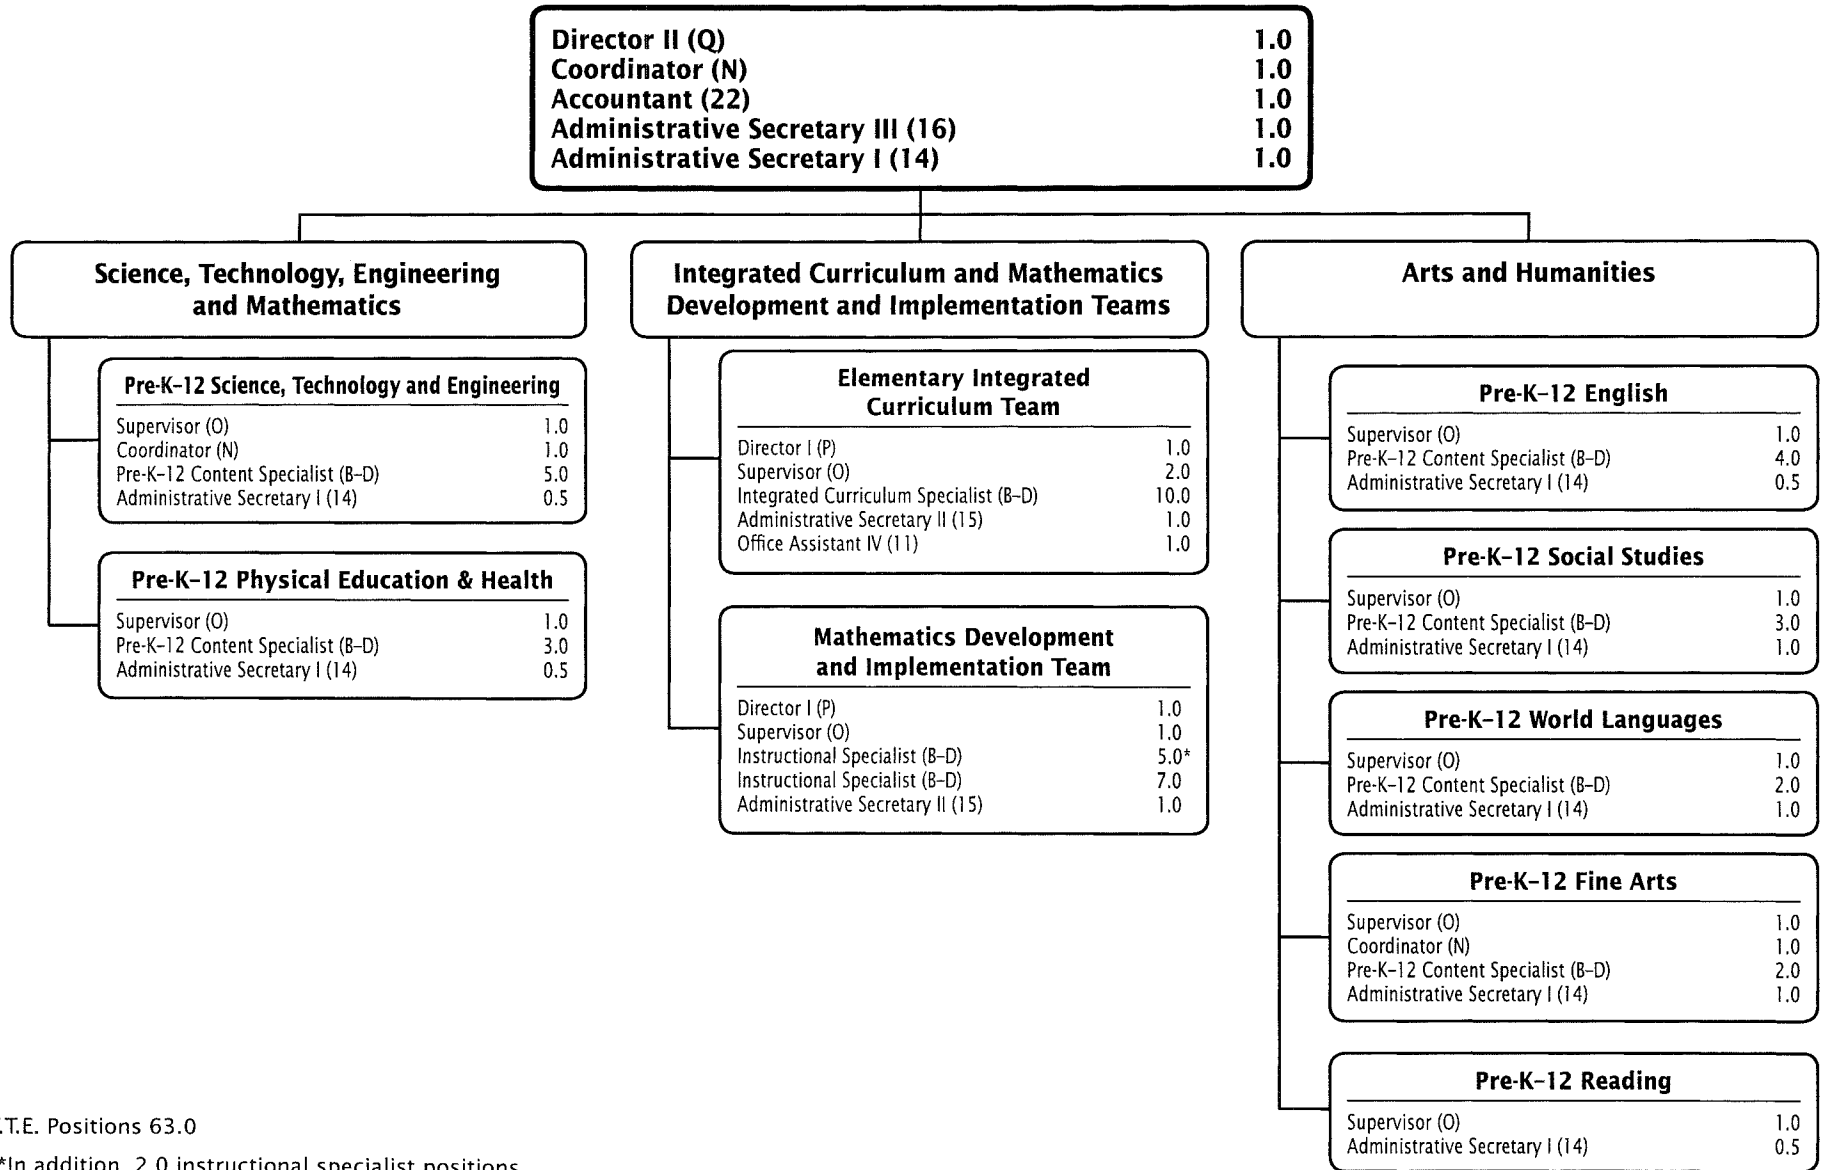 Director II (Q) 1.0
Coordinator (N) 1.0
Accountant (22) 1.0
Administrative Secretary III (16) 1.0
Administrative Secretary I (14) 1.0
Science, Technology, Engineering
and Mathematics
Pre-K–12 Science, Technology and Engineering
Supervisor (O) 1.0
Coordinator (N) 1.0
Pre-K–12 Content Specialist (B–D) 5.0
Administrative Secretary I (14) 0.5
Pre-K–12 Physical Education & Health
Supervisor (O) 1.0
Pre-K–12 Content Specialist (B–D) 3.0
Administrative Secretary I (14) 0.5
Integrated Curriculum and Mathematics
Development and Implementation Teams
Elementary Integrated
Curriculum Team
Director I (P) 1.0
Supervisor (O) 2.0
Integrated Curriculum Specialist (B–D) 10.0
Administrative Secretary II (15) 1.0
Office Assistant IV (11) 1.0
Mathematics Development
and Implementation Team
Director I (P) 1.0
Supervisor (O) 1.0
Instructional Specialist (B–D) 5.0*
Instructional Specialist (B–D) 7.0
Administrative Secretary II (15) 1.0
Arts and Humanities
Pre-K–12 English
Supervisor (O) 1.0
Pre-K–12 Content Specialist (B–D) 4.0
Administrative Secretary I (14) 0.5
Pre-K–12 Social Studies
Supervisor (O) 1.0
Pre-K–12 Content Specialist (B–D) 3.0
Administrative Secretary I (14) 1.0
Pre-K–12 World Languages
Supervisor (O) 1.0
Pre-K–12 Content Specialist (B–D) 2.0
Administrative Secretary I (14) 1.0
Pre-K–12 Fine Arts
Supervisor (O) 1.0
Coordinator (N) 1.0
Pre-K–12 Content Specialist (B–D) 2.0
Administrative Secretary I (14) 1.0
Pre-K–12 Reading
Supervisor (O) 1.0
Administrative Secretary I (14) 0.5
.T.E. Positions 63.0
*In addition, 2.0 instructional specialist positions